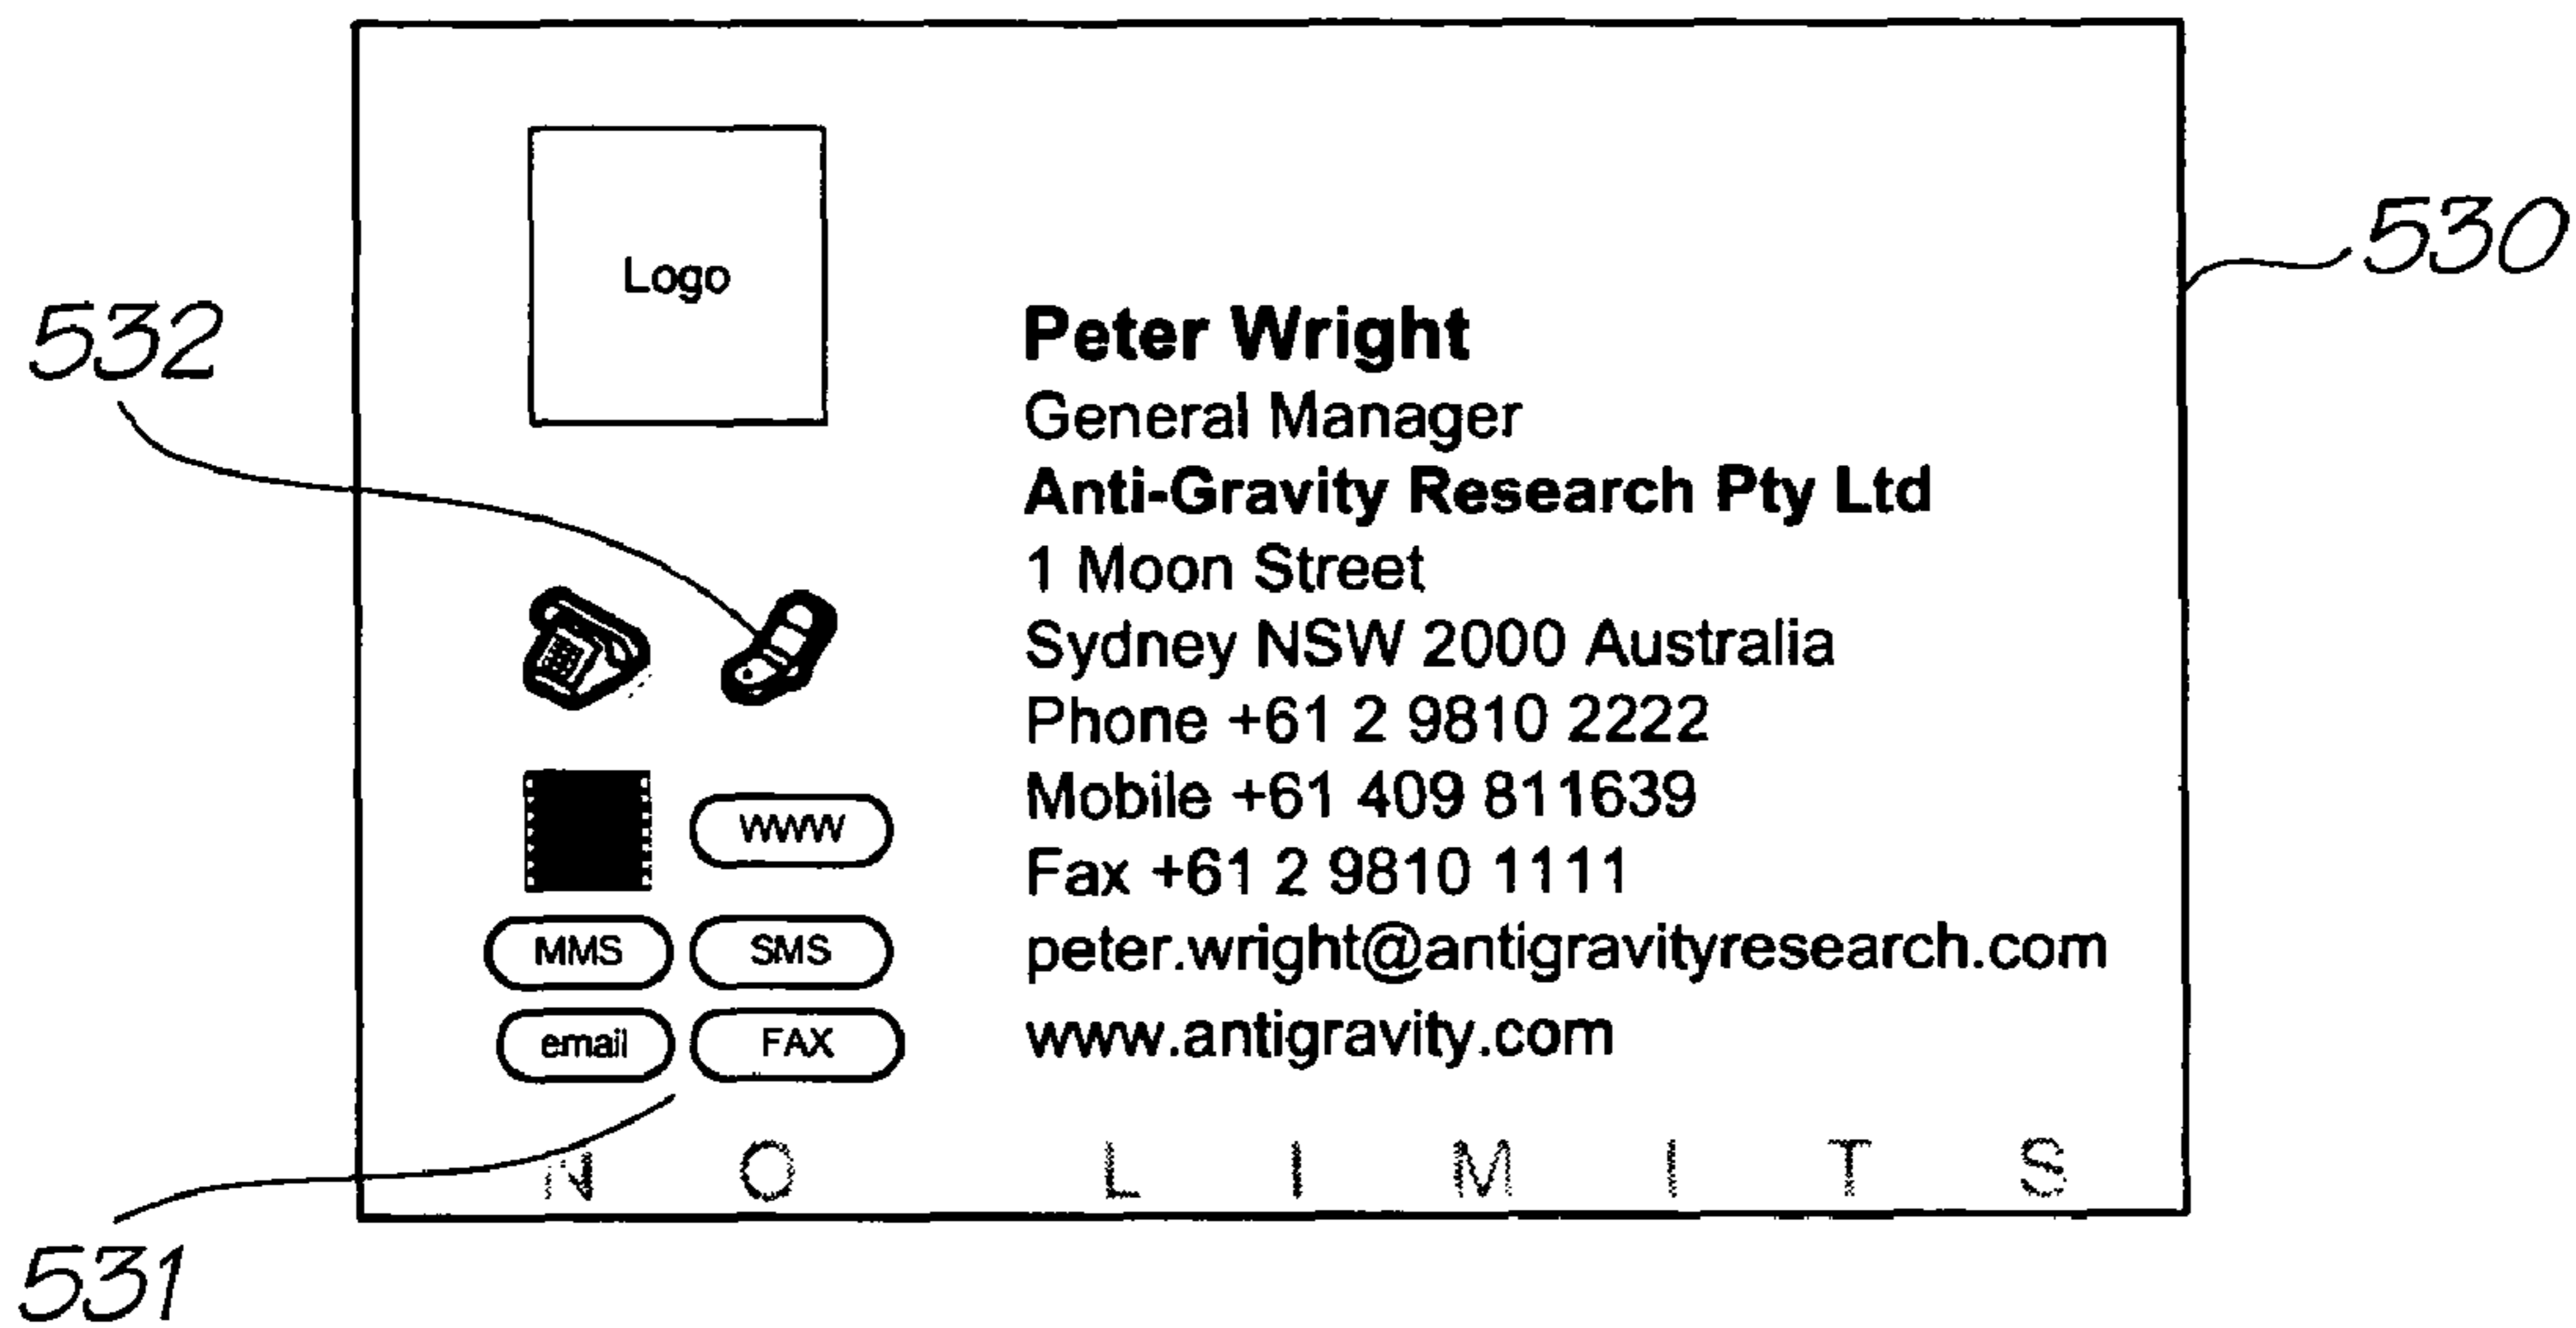 530
532
Logo
Peter Wright
General Manager
Anti-Gravity Research Pty Ltd
1 Moon Street
Sydney NSW 2000 Australia
Phone +61 2 9810 2222
Mobile +61 409 811639
Fax +61 2 9810 1111
peter.wright@antigravityresearch.com
www.antigravity.com
WWW
MMS SMS
email FAX
NO LIMITS
531